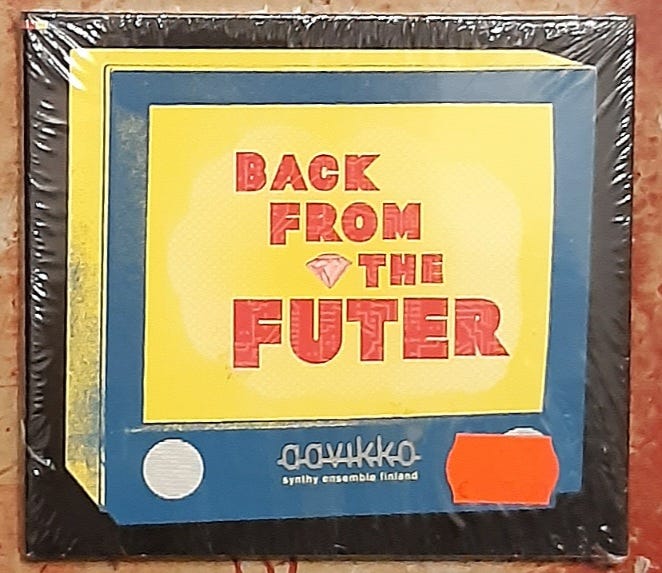 BACK
FROM
THE
FUTER
aavikko
synthy ensemble finland